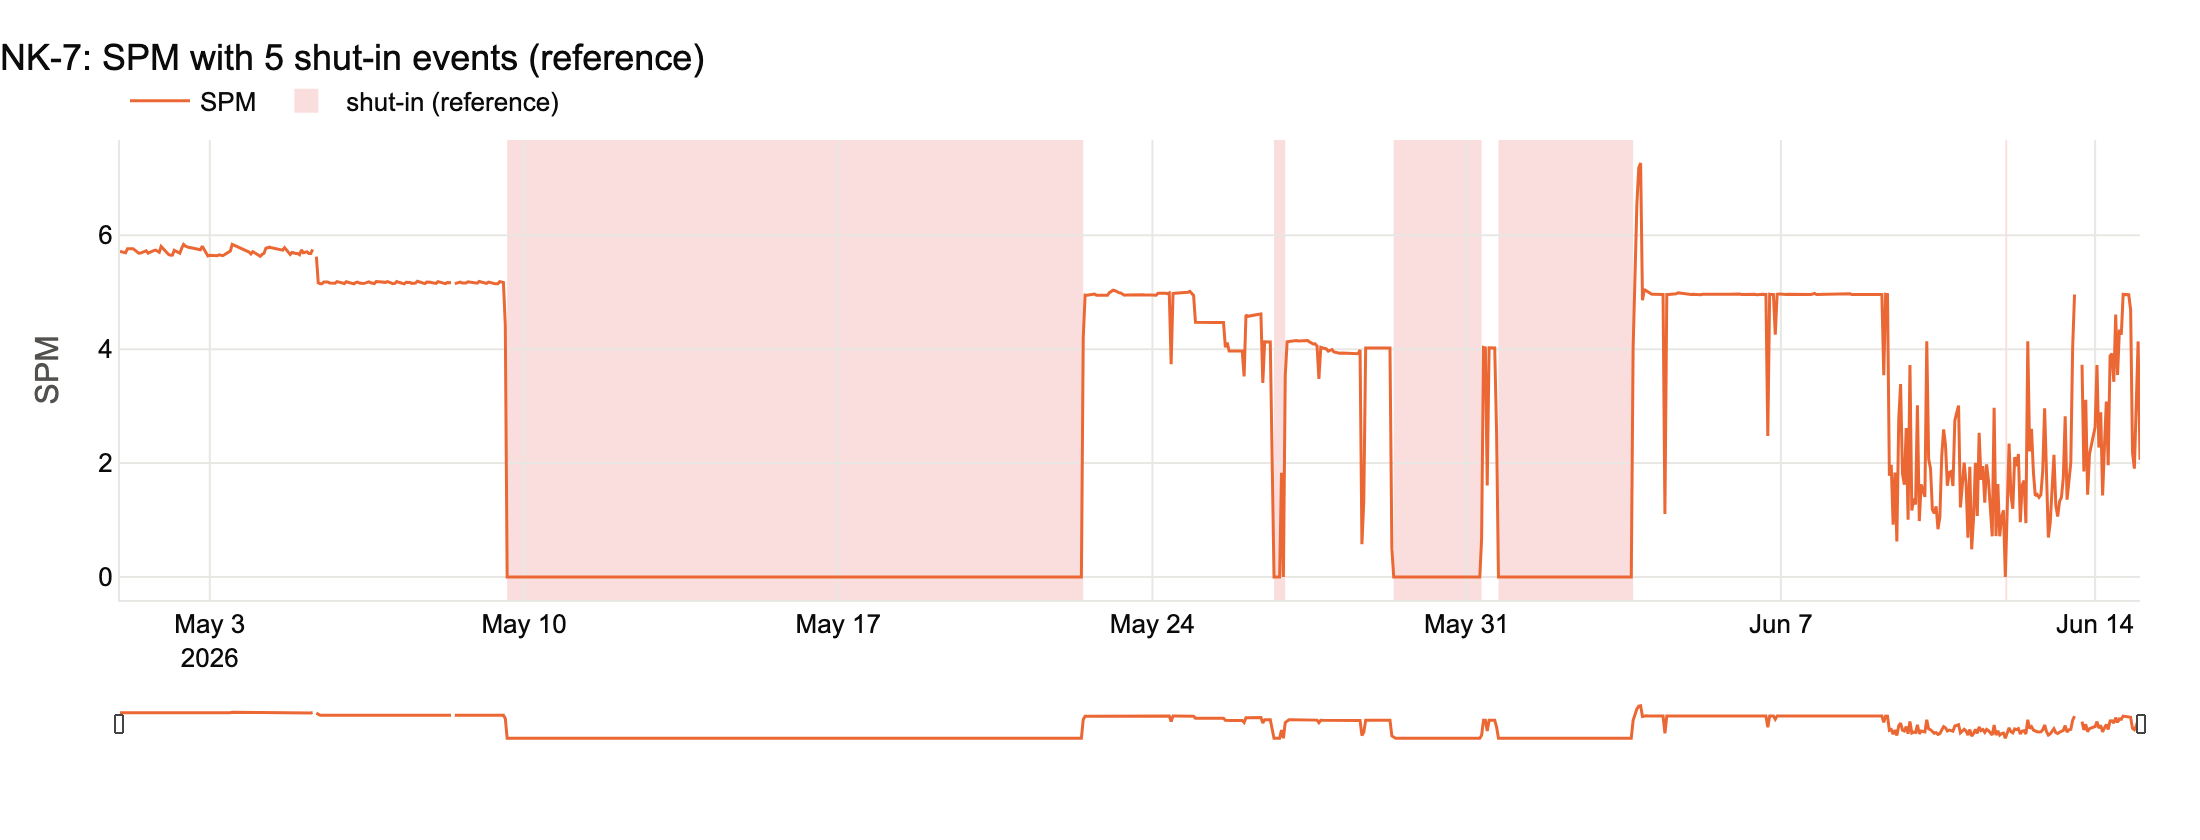 NK-7: SPM with 5 shut-in events (reference)
SPM shut-in (reference)
SPM
6
4
2
0
May 3 May 10 May 17 May 24 May 31 Jun 7 Jun 14
2026